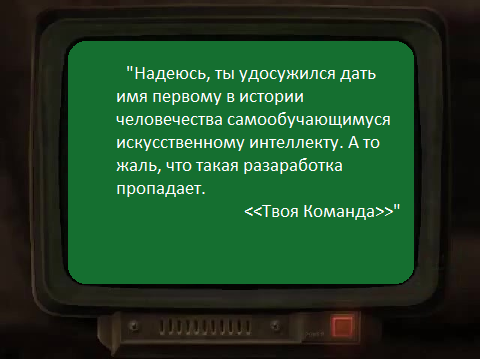 "Надеюсь, ты удосужился дать
имя первому в истории
человечества самообучающимуся
искусственному интеллекту. А то
жаль, что такая разаработка
пропадает.
<<Твоя Команда>>"